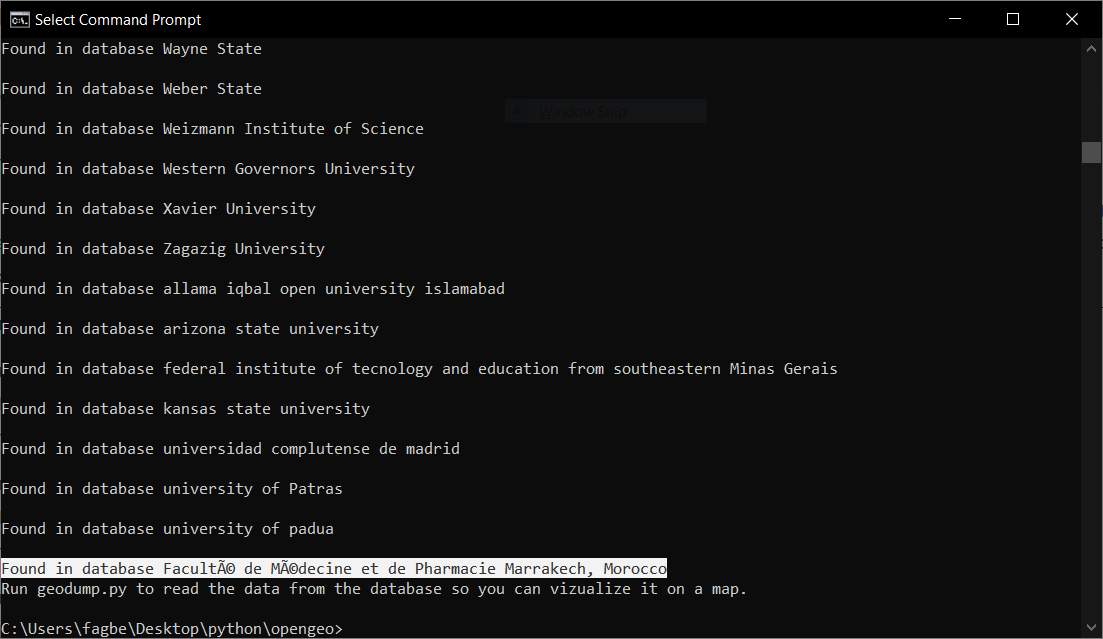 Select Command Prompt
Found in database Wayne State
Found in database Weber State
Window Snip
Found in database Weizmann Institute of Science
Found in database Western Governors University
Found in database Xavier University
Found in database Zagazig University
Found in database allama iqbal open university islamabad
Found in database arizona state university
Found in database federal institute of tecnology and education from southeastern Minas Gerais
Found in database kansas state university
Found in database universidad complutense de madrid
Found in database university of Patras
Found in database university of padua
Found in database FacultÃ© de MÃ©decine et de Pharmacie Marrakech, Morocco
Run geodump.py to read the data from the database so you can vizualize it on a map.
C:\Users\fagbe\Desktop\python\opengeo>